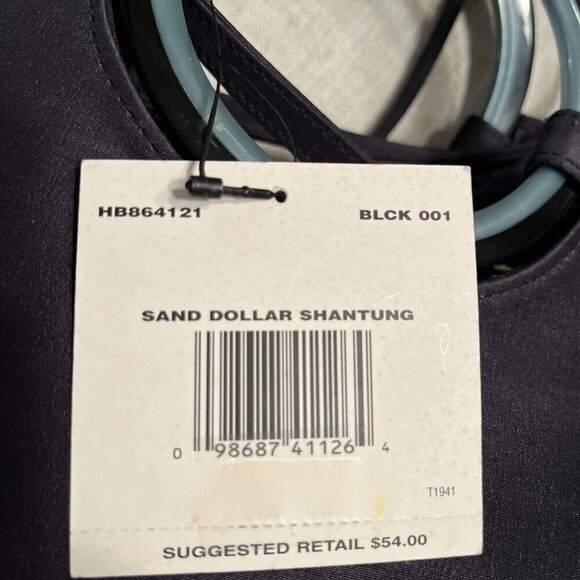 HB864121 BLCK 001
SAND DOLLAR SHANTUNG
0 98687 41126 4
T1941
SUGGESTED RETAIL $54.00